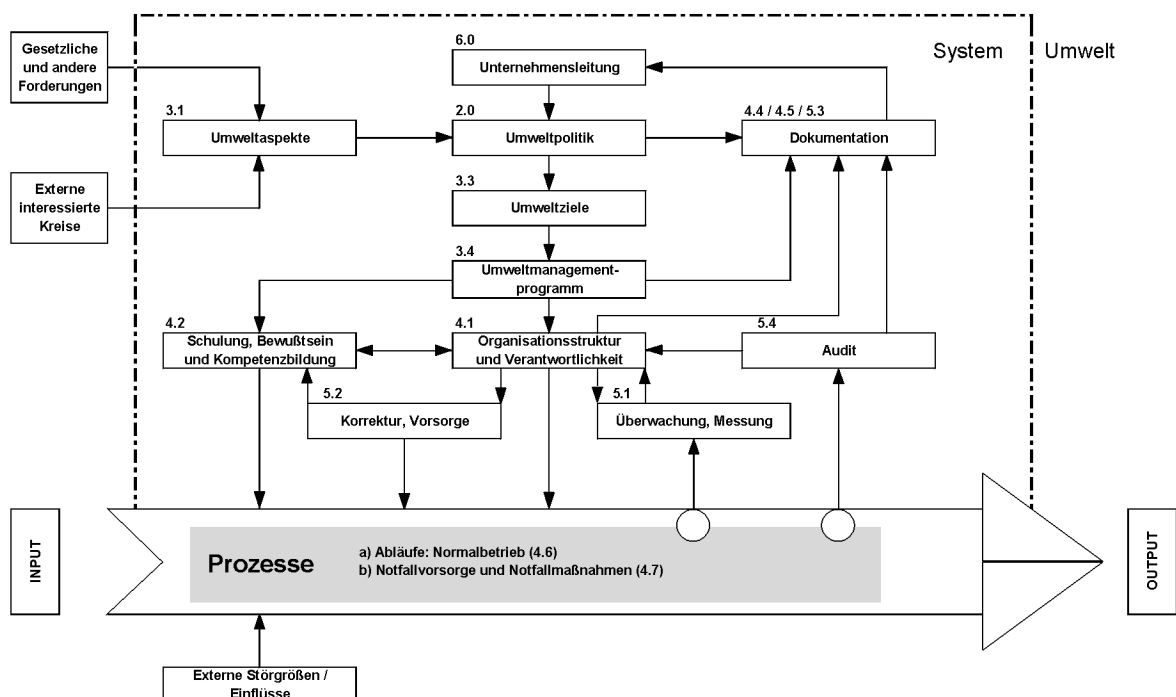 Gesetzliche
und andere
Forderungen
6.0
Unternehmensleitung
System
Umwelt
3.1
Umweltaspekte
2.0
Umweltpolitik
4.4 / 4.5 / 5.3
Dokumentation
Externe
interessierte
Kreise
3.3
Umweltziele
3.4
Umweltmanagement-
programm
4.2
Schulung, Bewußtsein
und Kompetenzbildung
4.1
Organisationsstruktur
und Verantwortlichkeit
5.4
Audit
5.2
Korrektur, Vorsorge
5.1
Überwachung, Messung
INPUT
Prozesse
a) Abläufe: Normalbetrieb (4.6)
b) Notfallvorsorge und Notfallmaßnahmen (4.7)
OUTPUT
Externe Störgrößen /
Einflüsse